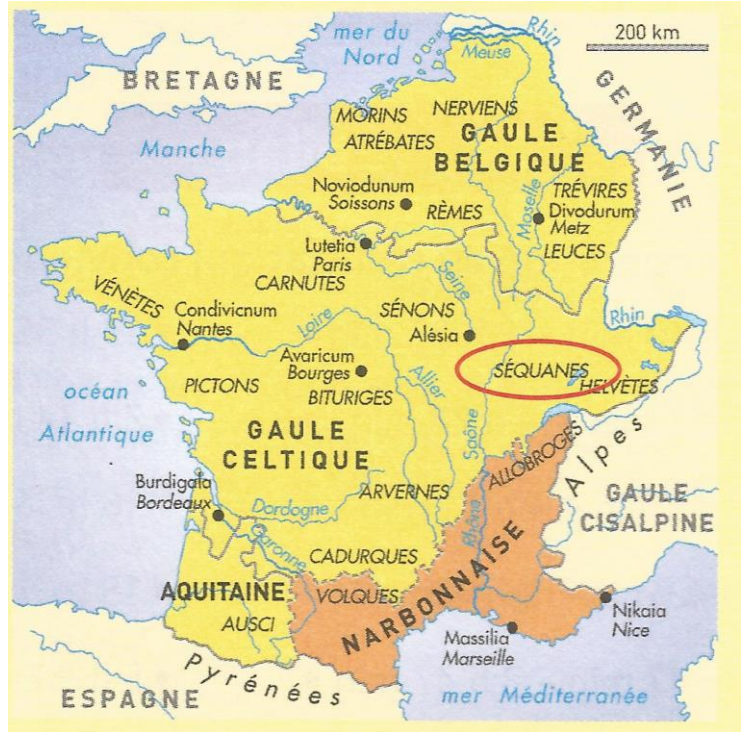 mer du
Nord
Rhin
200 km
Meuse
BRETAGNE
GERMANIE
MORINS
NERVIENS
ATRÉBATES
GAULE
BELGIQUE
Manche
Noviodunum
Soissons
TRÉVIRES
Moselle
Divodurum
Metz
RÈMES
Lutetia
Paris
LEUCES
CARNUTES
Seine
VÉNÈTES
Condivicnum
Nantes
Loire
SÉNONS
Alésia
Rhin
Avaricum
Bourges
SÉQUANES
HELVÈTES
océan
Atlantique
PICTONS
BITURIGES
Allier
GAULE
CELTIQUE
Saône
ALLOBROGES
Alpes
Burdigala
Bordeaux
Dordogne
ARVERNES
GAULE
CISALPINE
Garonne
Rhône
CADURQUES
AQUITAINE
VOLQUES
NARBONNAISE
AUSCI
Nikaia
Nice
Massilia
Marseille
Pyrénées
ESPAGNE
mer Méditerranée